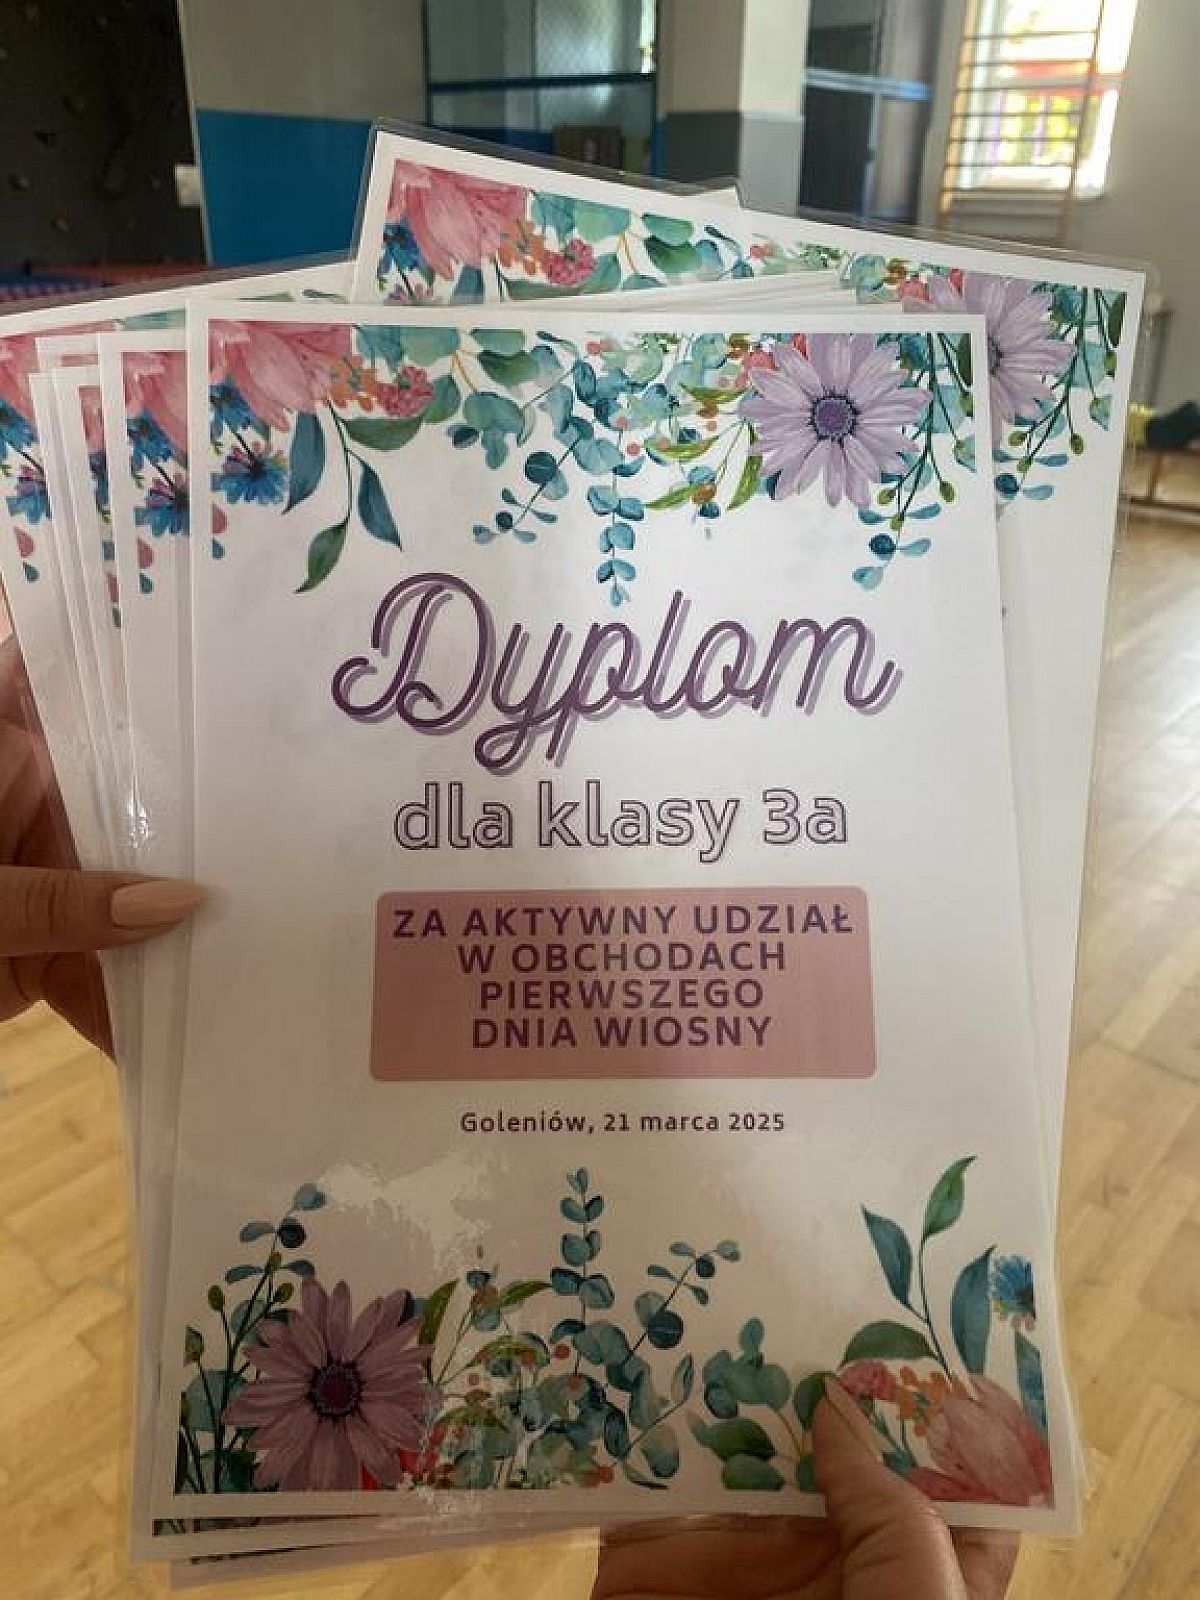 Dyplom
dla klasy 3a
ZA AKTYWNY UDZIAŁ
W OBCHODACH
PIERWSZEGO
DNIA WIOSNY
Goleniów, 21 marca 2025